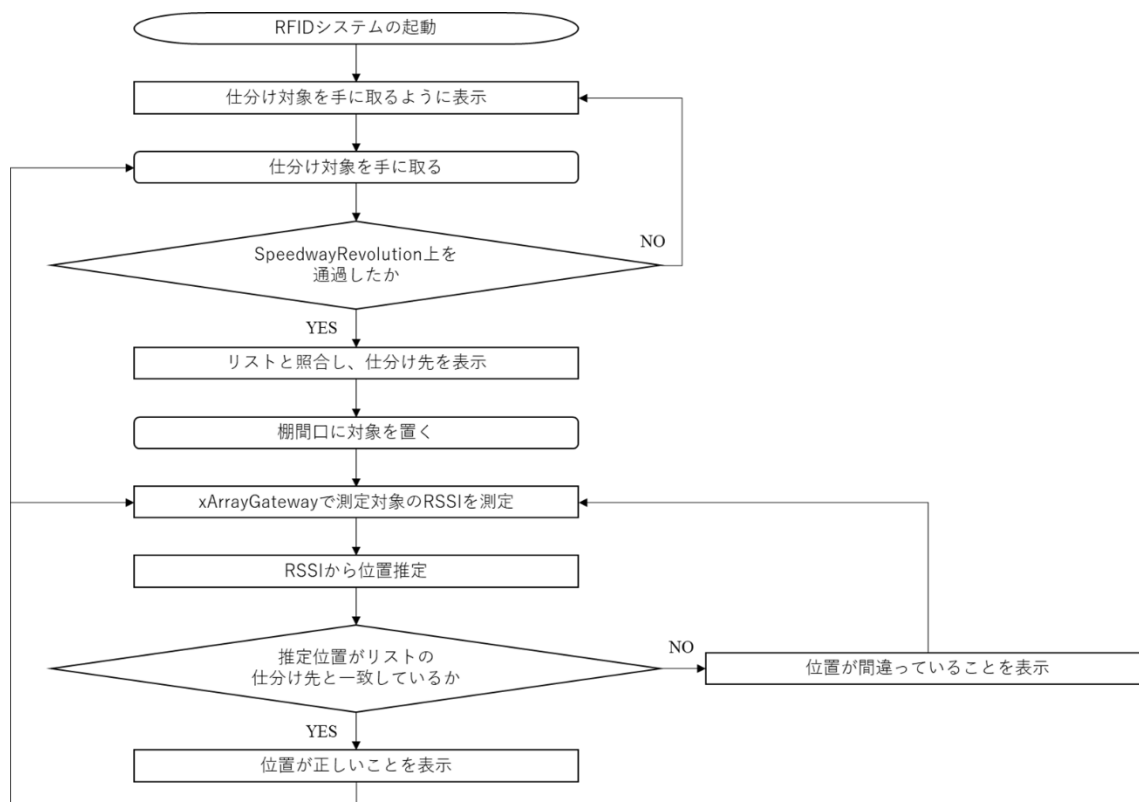 RFIDシステムの起動
仕分け対象を手に取るように表示
仕分け対象を手に取る
SpeedwayRevolution上を
通過したか
NO
YES
リストと照合し、仕分け先を表示
棚間口に対象を置く
xArrayGatewayで測定対象のRSSIを測定
RSSIから位置推定
推定位置がリストの
仕分け先と一致しているか
NO
位置が間違っていることを表示
YES
位置が正しいことを表示